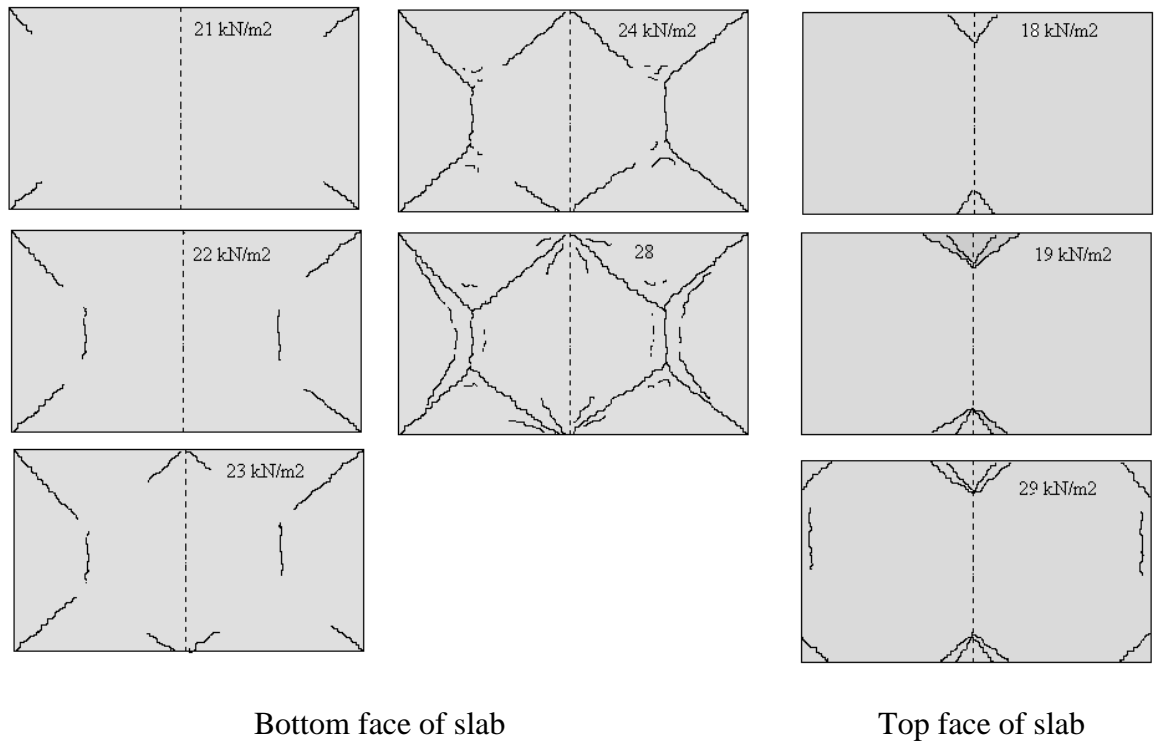 21 kN/m2
24 kN/m2
18 kN/m2
22 kN/m2
28
19 kN/m2
23 kN/m2
29 kN/m2
Bottom face of slab
Top face of slab